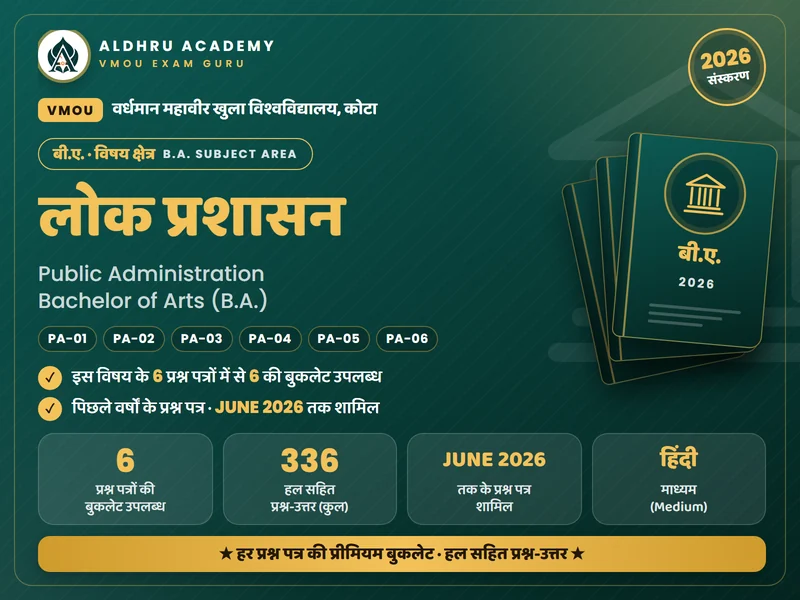 ALDHRU ACADEMY
VMOU EXAM GURU
2026
संस्करण
VMOU वर्धमान महावीर खुला विश्वविद्यालय, कोटा
बी.ए. · विषय क्षेत्र B.A. SUBJECT AREA
लोक प्रशासन
Public Administration
Bachelor of Arts (B.A.)
PA-01 PA-02 PA-03 PA-04 PA-05 PA-06
✓ इस विषय के 6 प्रश्न पत्रों में से 6 की बुकलेट उपलब्ध
✓ पिछले वर्षों के प्रश्न पत्र · JUNE 2026 तक शामिल
बी.ए.
2026
6
प्रश्न पत्रों की
बुकलेट उपलब्ध
336
हल सहित
प्रश्न-उत्तर (कुल)
JUNE 2026
तक के प्रश्न पत्र
शामिल
हिंदी
माध्यम
(Medium)
★ हर प्रश्न पत्र की प्रीमियम बुकलेट · हल सहित प्रश्न-उत्तर ★